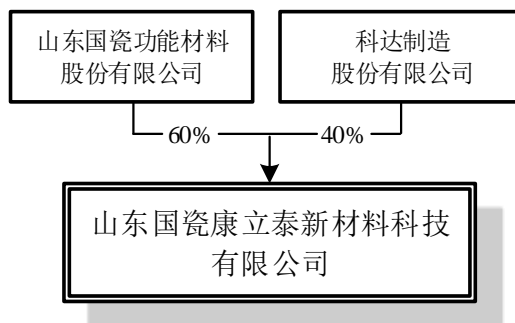 山东国瓷功能材料
股份有限公司
科达制造
股份有限公司
60%
40%
山东国瓷康立泰新材料科技
有限公司